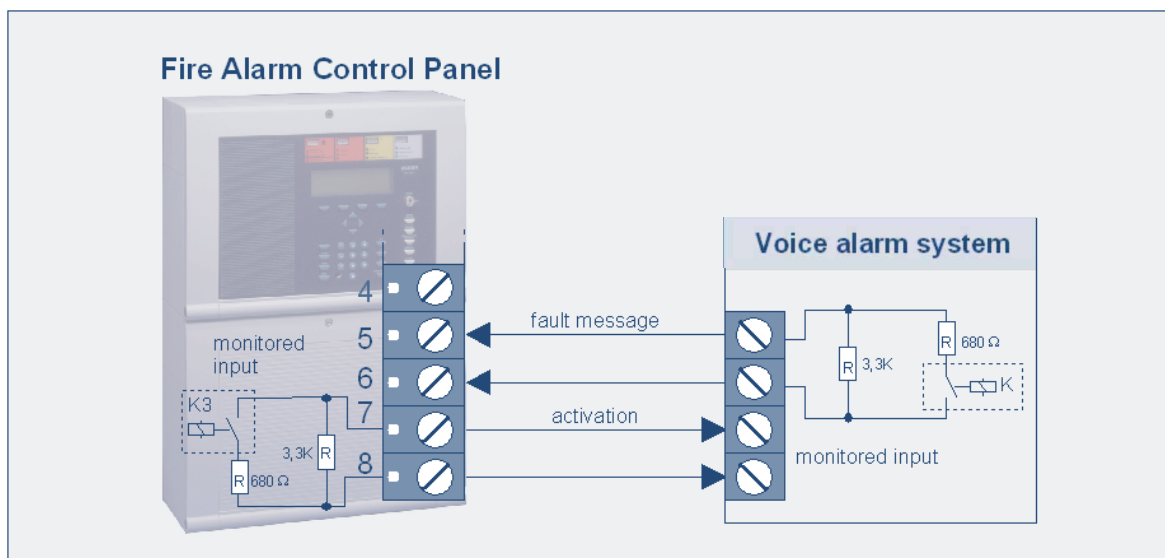 Fire Alarm Control Panel
Voice alarm system
4
5
6
7
8
fault message
activation
monitored
input
K3
3,3K
R
R
680 Ω
R
3,3K
R
680 Ω
K
monitored input